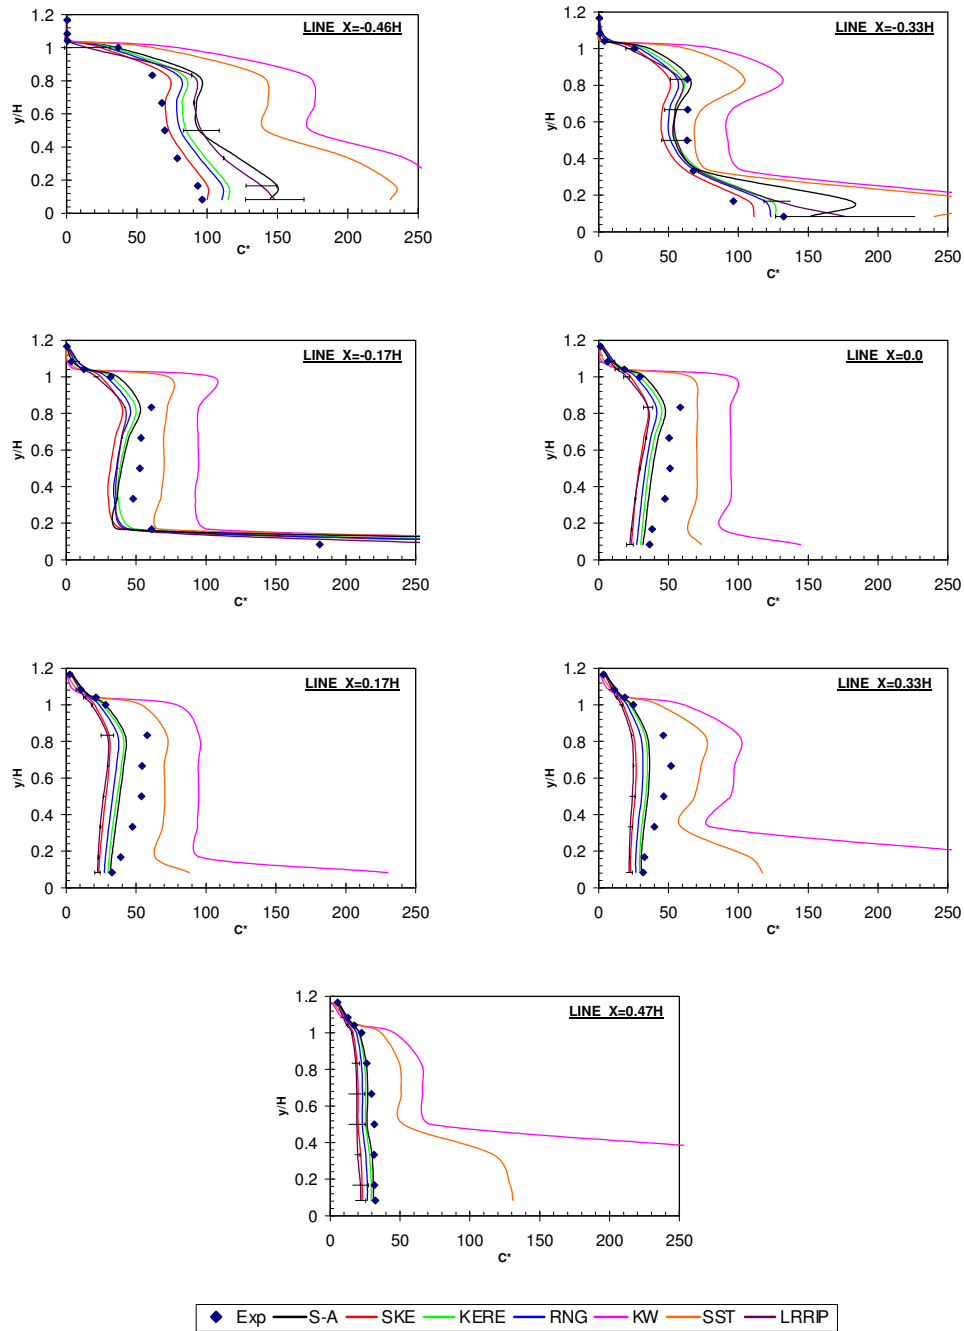 LINE X=-0.46H
y/H
1.2
1
0.8
0.6
0.4
0.2
0
0 50 100 150 200 250
C*
LINE X=-0.33H
y/H
1.2
1
0.8
0.6
0.4
0.2
0
0 50 100 150 200 250
C*
LINE X=-0.17H
y/H
1.2
1
0.8
0.6
0.4
0.2
0
0 50 100 150 200 250
C*
LINE X=0.0
y/H
1.2
1
0.8
0.6
0.4
0.2
0
0 50 100 150 200 250
C*
LINE X=0.17H
y/H
1.2
1
0.8
0.6
0.4
0.2
0
0 50 100 150 200 250
C*
LINE X=0.33H
y/H
1.2
1
0.8
0.6
0.4
0.2
0
0 50 100 150 200 250
C*
LINE X=0.47H
y/H
1.2
1
0.8
0.6
0.4
0.2
0
0 50 100 150 200 250
C*
Exp S-A SKE KERE RNG KW SST LRRIP